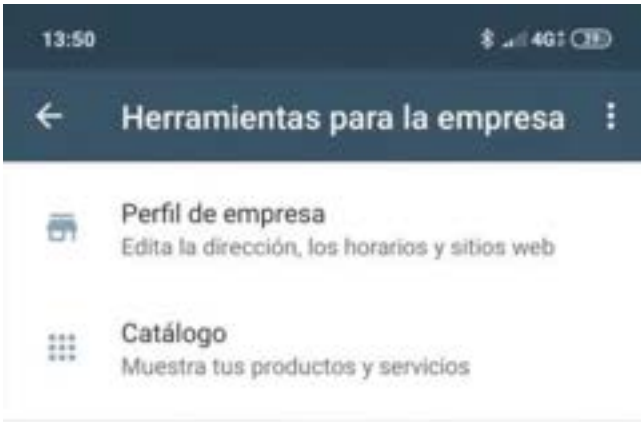 13:50
4G
39
Herramientas para la empresa
Perfil de empresa
Edita la dirección, los horarios y sitios web
Catálogo
Muestra tus productos y servicios